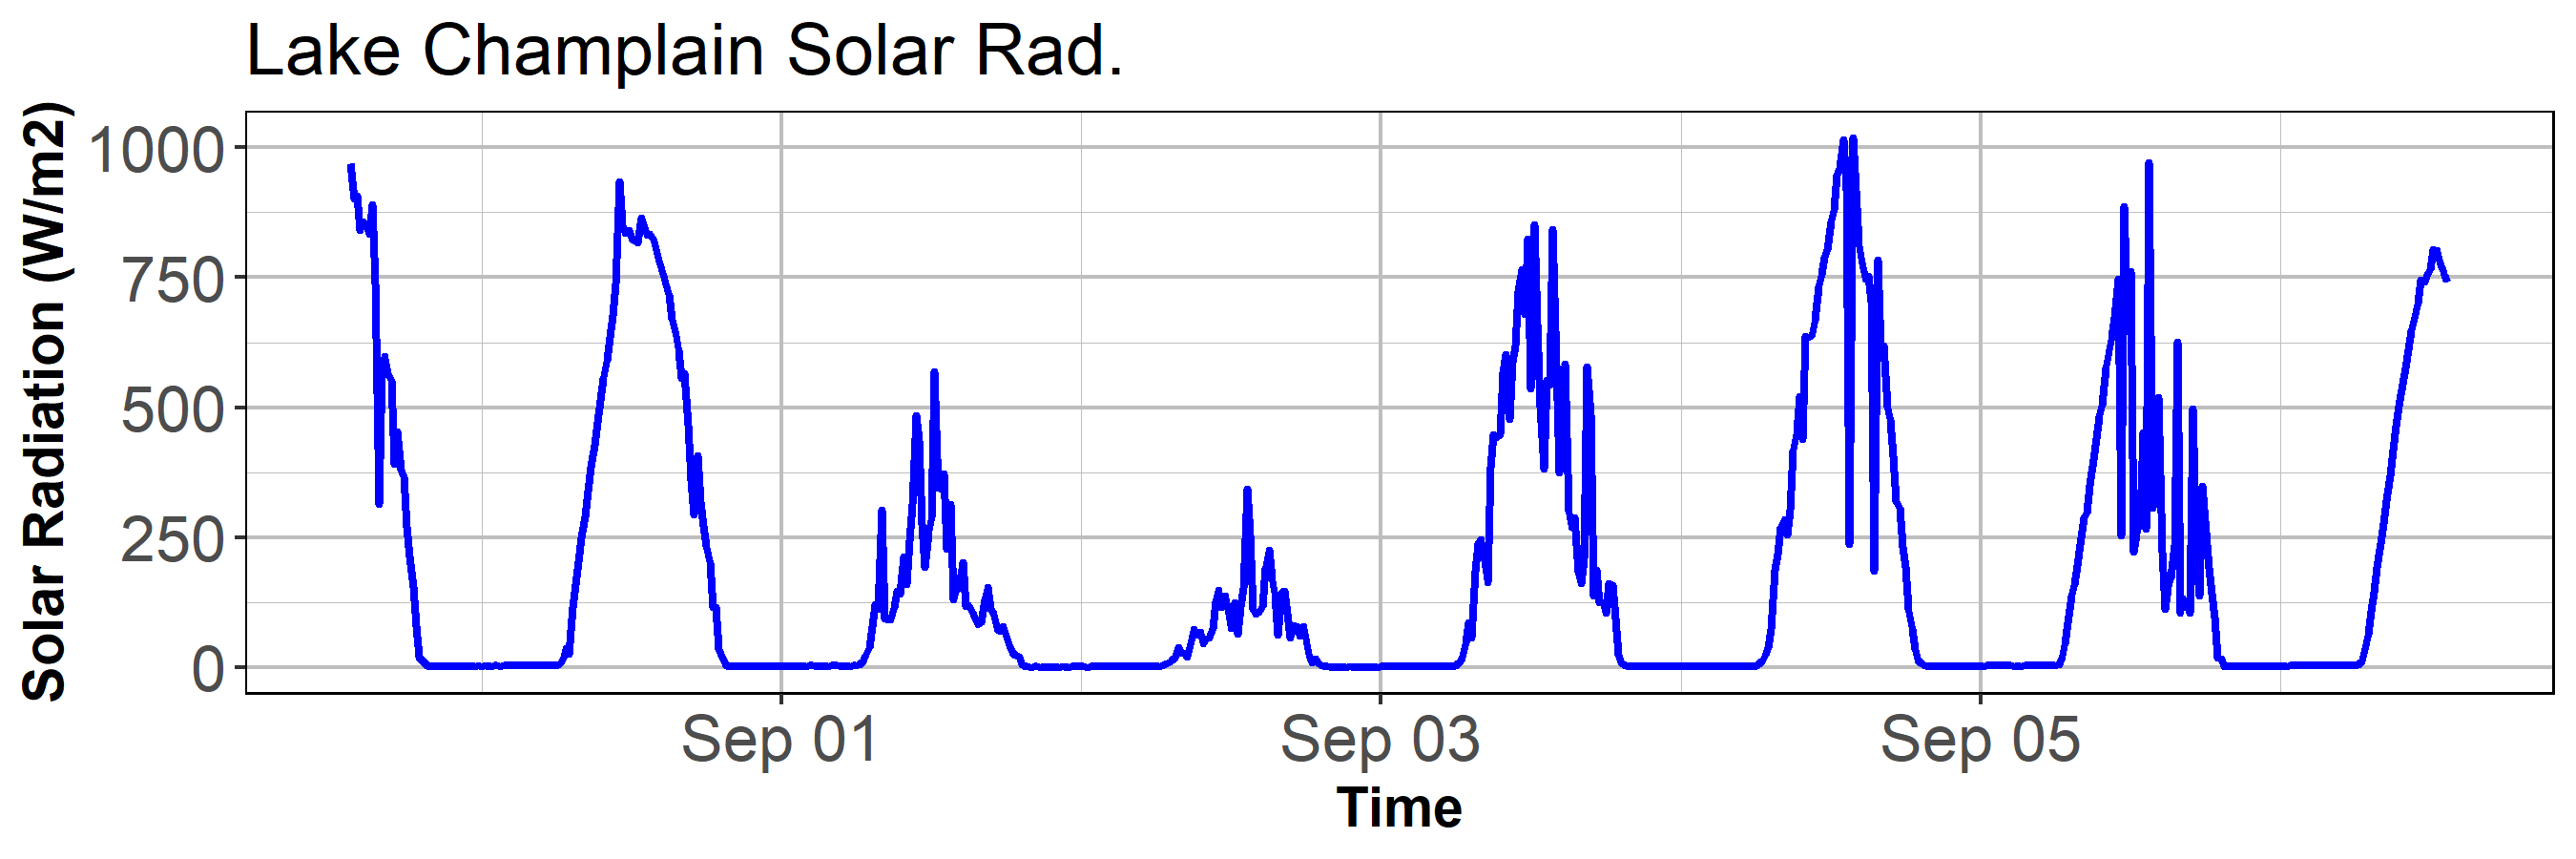 Lake Champlain Solar Rad.
Solar Radiation (W/m2)
1000
750
500
250
0
Sep 01
Sep 03
Sep 05
Time